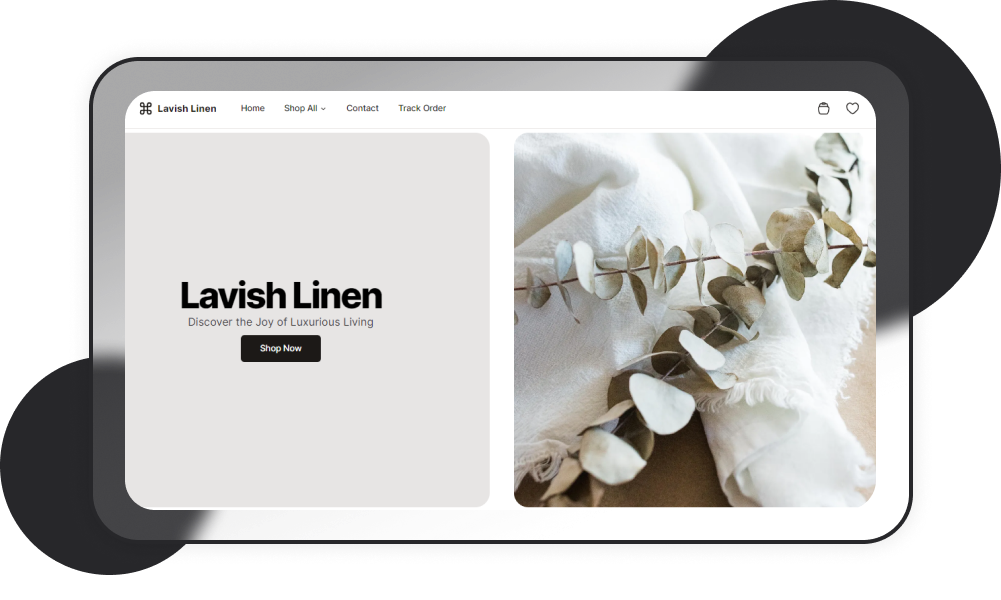 Lavish Linen Home Shop All Contact Track Order
Lavish Linen
Discover the Joy of Luxurious Living
Shop Now